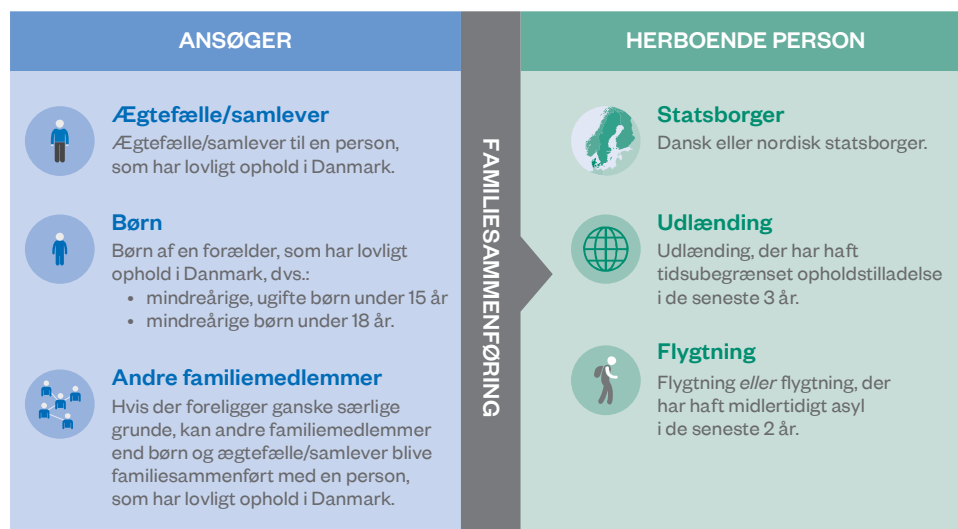 ANSØGER
Ægtefælle/samlever
Ægtefælle/samlever til en person,
som har lovligt ophold i Danmark.
Børn
Børn af en forælder, som har lovligt
ophold i Danmark, dvs.:
• mindreårige, ugifte børn under 15 år
• mindreårige børn under 18 år.
Andre familiemedlemmer
Hvis der foreligger ganske særlige
grunde, kan andre familiemedlemmer
end børn og ægtefælle/samlever blive
familiesammenført med en person,
som har lovligt ophold i Danmark.
FAMILIESAMMENFØRING
HERBOENDE PERSON
Statsborger
Dansk eller nordisk statsborger.
Udlænding
Udlænding, der har haft
tidsubegrænset opholdstilladelse
i de seneste 3 år.
Flygtning
Flygtning eller flygtning, der
har haft midlertidigt asyl
i de seneste 2 år.